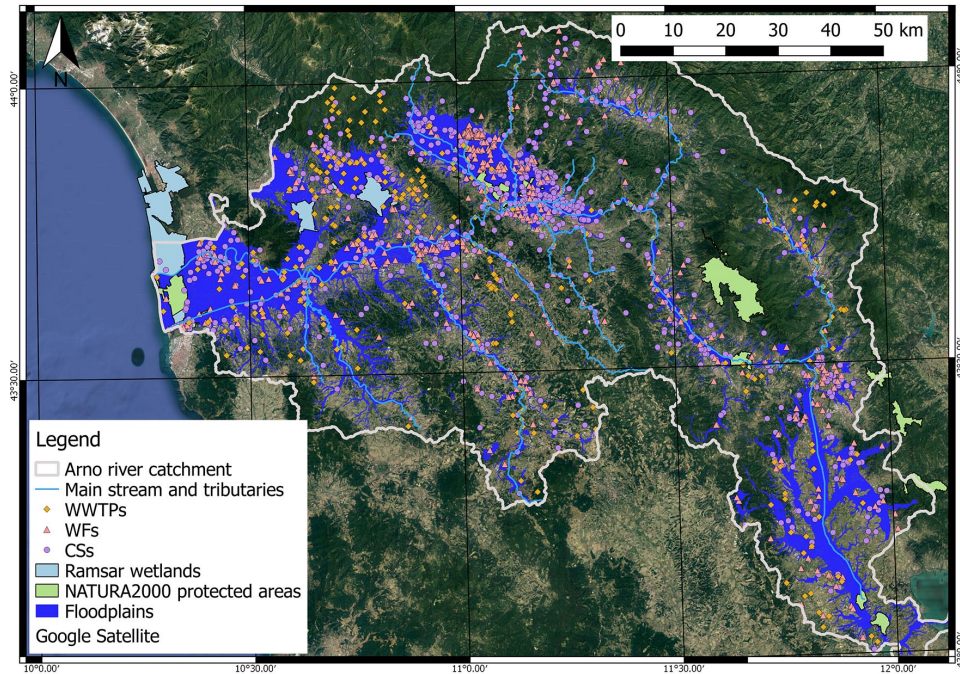 0 10 20 30 40 50 km
N
44°0.00'
43°30.00'
Legend
Arno river catchment
Main stream and tributaries
WWTPs
WFs
CSs
Ramsar wetlands
NATURA2000 protected areas
Floodplains
Google Satellite
10°0.00' 10°30.00' 11°0.00' 11°30.00' 12°0.00'